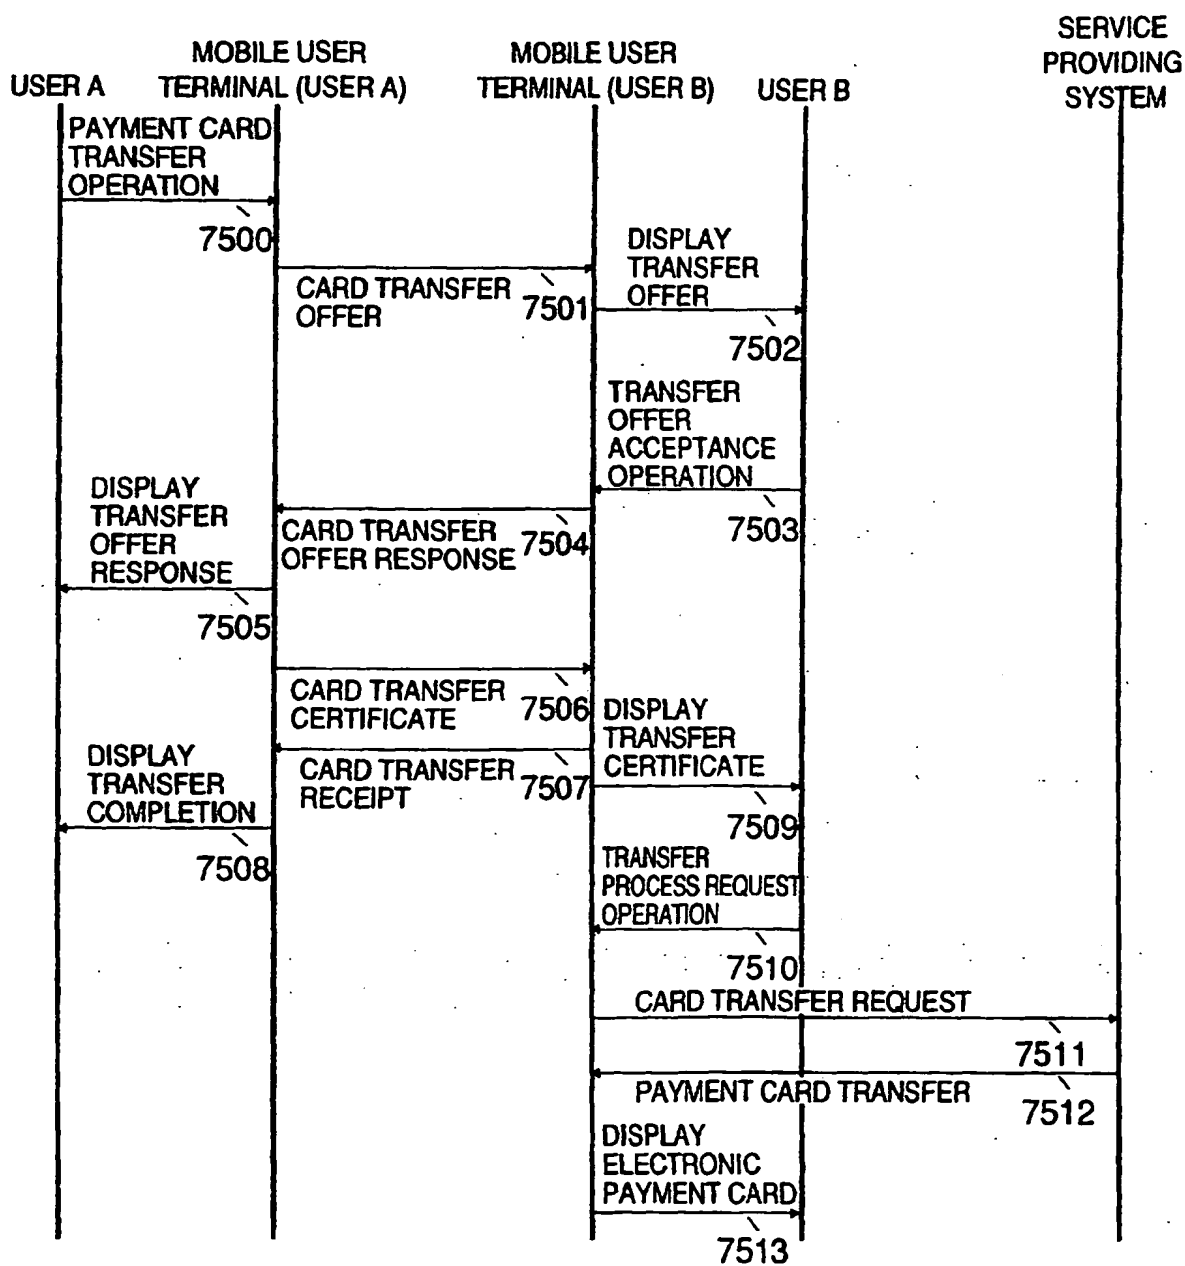 SERVICE
PROVIDING
SYSTEM
MOBILE USER
TERMINAL (USER A)
MOBILE USER
TERMINAL (USER B)
USER A
USER B
PAYMENT CARD
TRANSFER
OPERATION
7500
CARD TRANSFER
OFFER
7501
DISPLAY
TRANSFER
OFFER
7502
TRANSFER
OFFER
ACCEPTANCE
OPERATION
7503
CARD TRANSFER
OFFER RESPONSE
7504
DISPLAY
TRANSFER
OFFER
RESPONSE
7505
CARD TRANSFER
CERTIFICATE
7506
CARD TRANSFER
RECEIPT
7507
DISPLAY
TRANSFER
CERTIFICATE
7509
DISPLAY
TRANSFER
COMPLETION
7508
TRANSFER
PROCESS REQUEST
OPERATION
7510
CARD TRANSFER REQUEST
7511
PAYMENT CARD TRANSFER
7512
DISPLAY
ELECTRONIC
PAYMENT CARD
7513